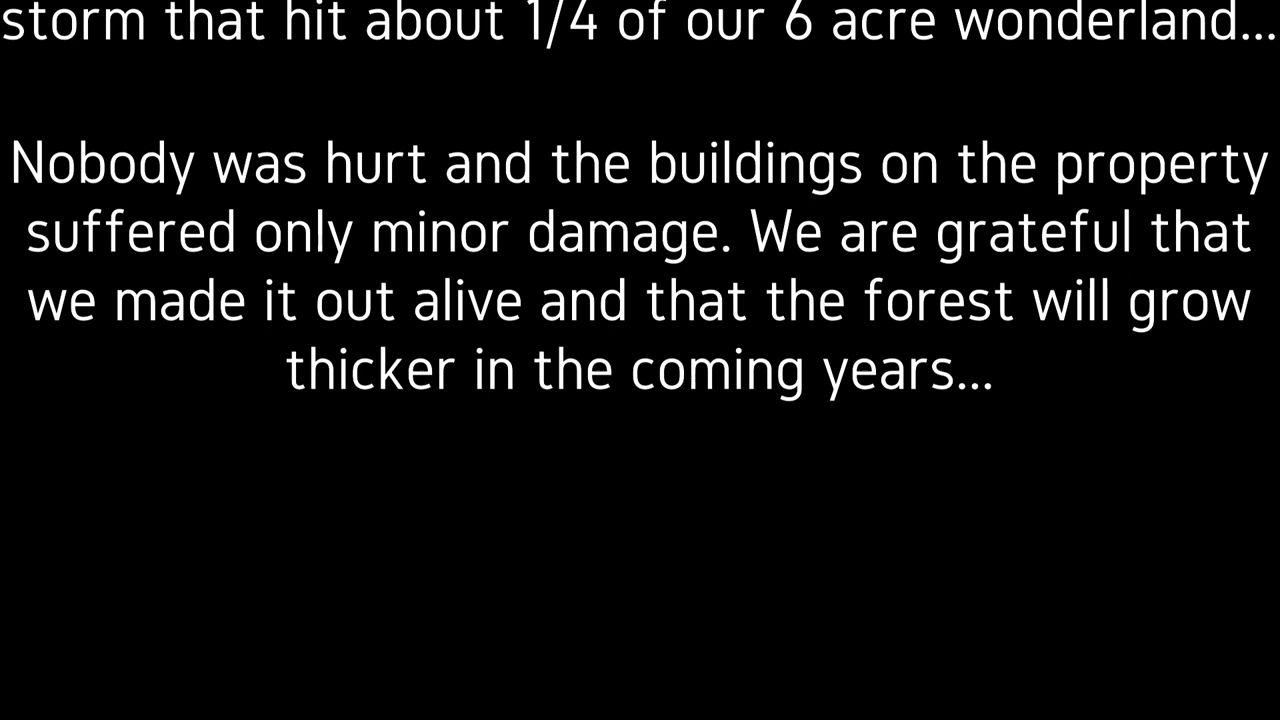 storm that hit about 1/4 of our 6 acre wonderland...
Nobody was hurt and the buildings on the property
suffered only minor damage. We are grateful that
we made it out alive and that the forest will grow
thicker in the coming years...